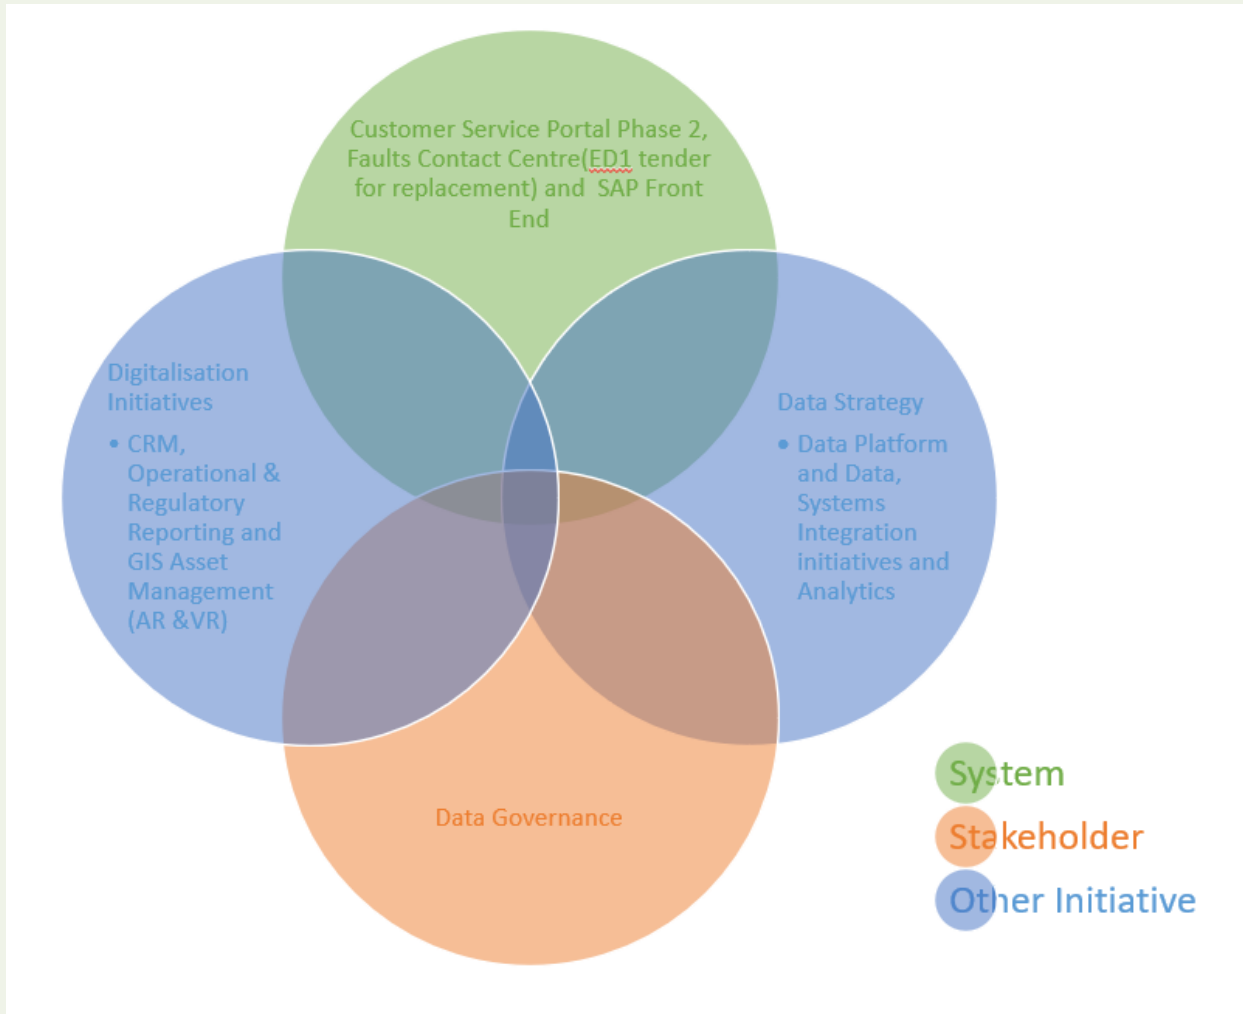 Customer Service Portal Phase 2,
Faults Contact Centre(ED1 tender
for replacement) and  SAP Front
End
Digitalisation
Initiatives
• CRM,
Operational &
Regulatory
Reporting and
GIS Asset
Management
(AR &VR)
Data Strategy
• Data Platform
and Data,
Systems
Integration
initiatives and
Analytics
Data Governance
System
Stakeholder
Other Initiative